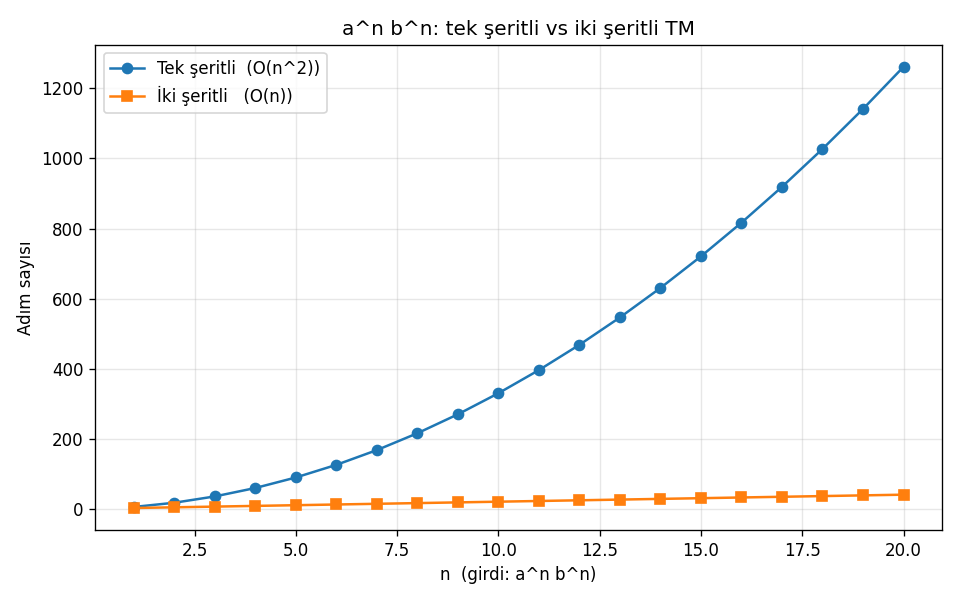 a^n b^n: tek şeritli vs iki şeritli TM
Tek şeritli  (O(n^2))
İki şeritli   (O(n))
Adım sayısı
1200
1000
800
600
400
200
0
2.5 5.0 7.5 10.0 12.5 15.0 17.5 20.0
n  (girdi: a^n b^n)